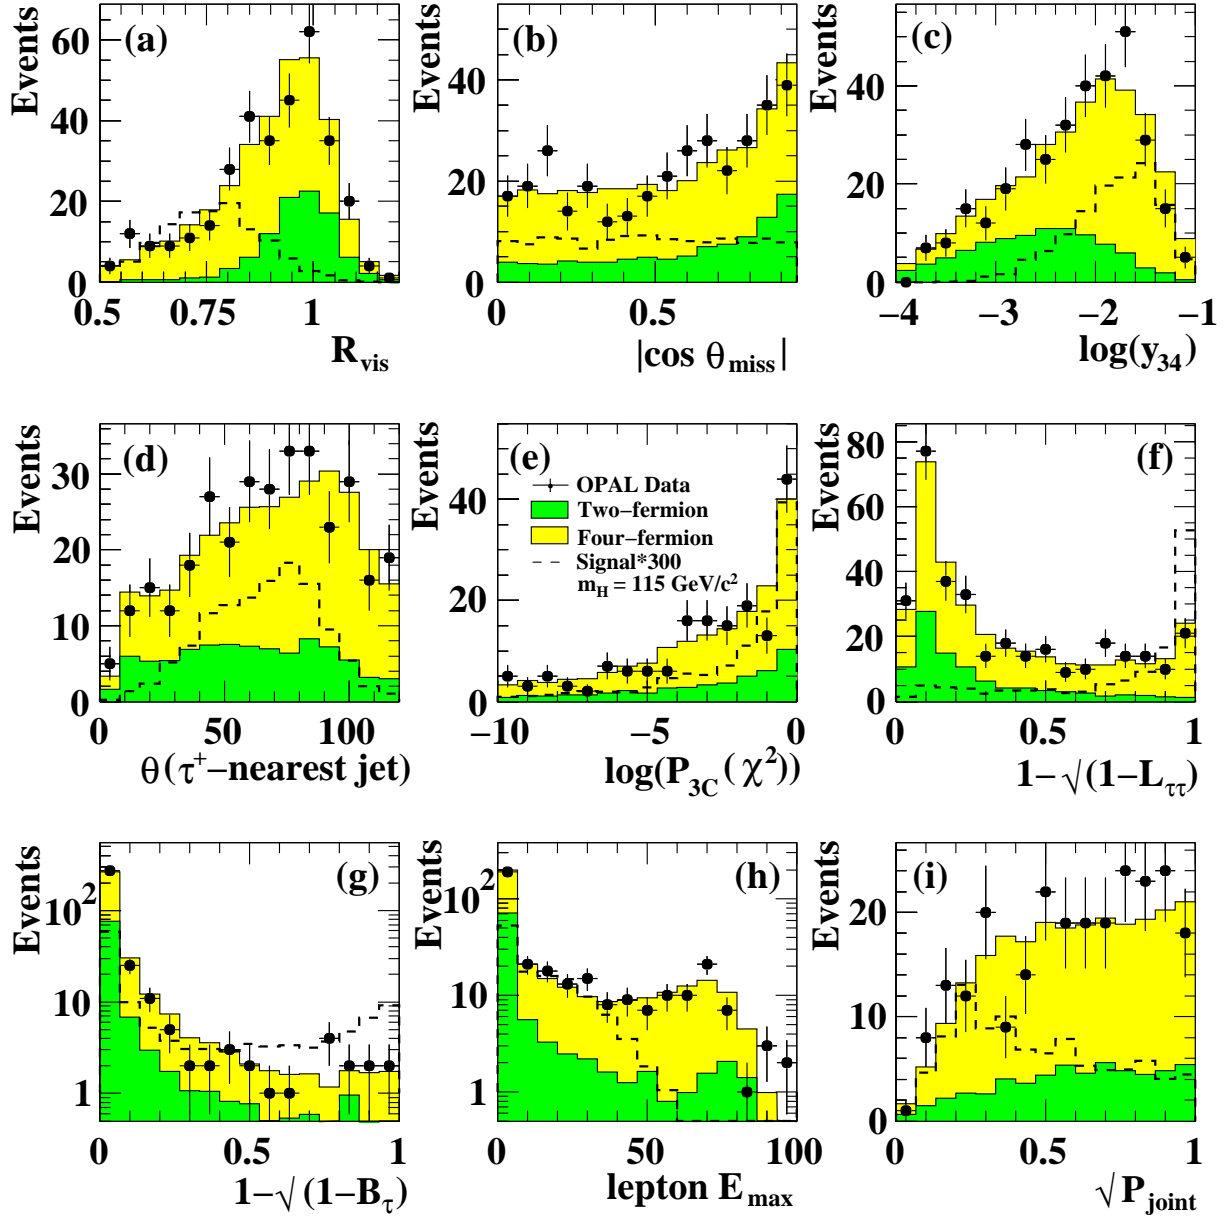 Events
(a)
60
40
20
0
0.5 0.75 1
R_vis
Events
(b)
40
20
0
0 0.5
|cos θ_miss|
Events
(c)
40
20
0
−4 −3 −2 −1
log(y_34)
Events
(d)
30
20
10
0
0 50 100
θ(τ⁺−nearest jet)
Events
(e)
OPAL Data
Two−fermion
Four−fermion
Signal*300
m_H = 115 GeV/c²
40
20
0
−10 −5 0
log(P_3C(χ²))
Events
(f)
80
60
40
20
0
0 0.5 1
1−√(1−L_ττ)
Events
(g)
10²
10
1
0 0.5 1
1−√(1−B_τ)
Events
(h)
10²
10
1
0 50 100
lepton E_max
Events
(i)
20
10
0
0 0.5 1
√P_joint